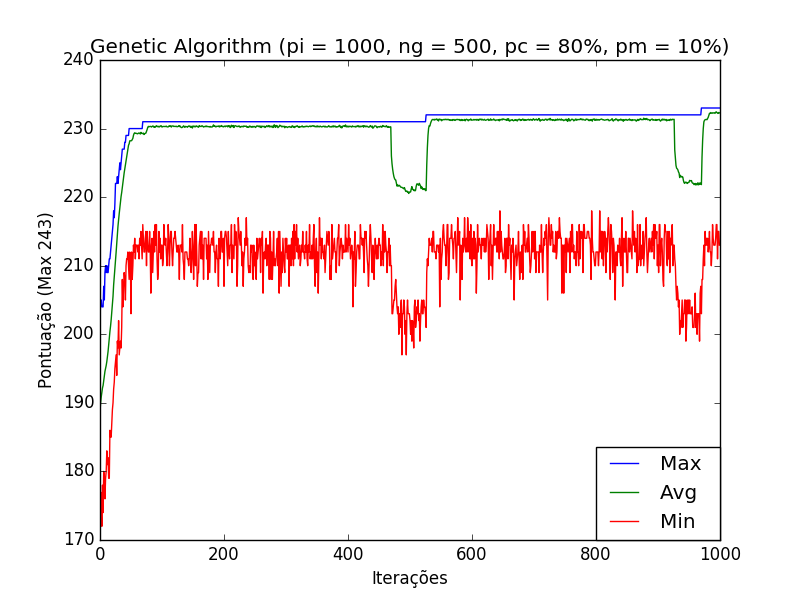 Genetic Algorithm (pi = 1000, ng = 500, pc = 80%, pm = 10%)
240
230
220
210
200
190
180
170
Pontuação (Max 243)
Max
Avg
Min
0
200
400
600
800
1000
Iterações